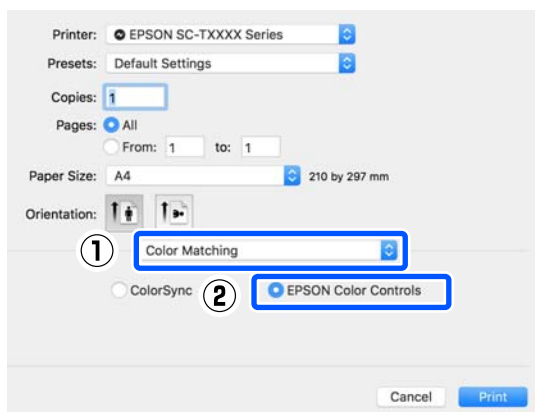 Printer: EPSON SC-TXXXX Series
Presets: Default Settings
Copies: 1
Pages: All
From: 1 to: 1
Paper Size: A4 210 by 297 mm
Orientation:
① Color Matching
ColorSync ② EPSON Color Controls
Cancel Print